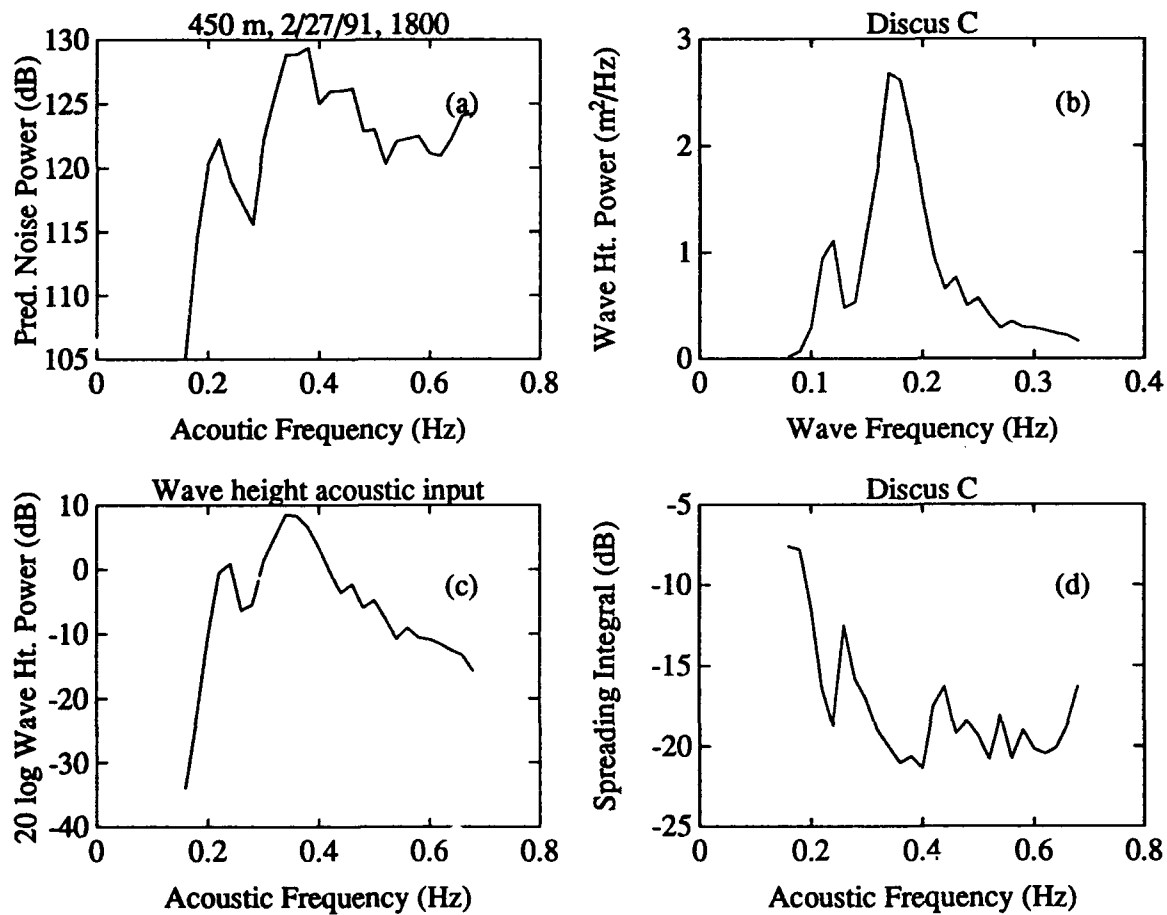 450 m, 2/27/91, 1800
Pred. Noise Power (dB)
130
125
120
115
110
105
0
0.2
0.4
0.6
0.8
(a)
Acoutic Frequency (Hz)
Discus C
Wave Ht. Power (m²/Hz)
3
2
1
0
0
0.1
0.2
0.3
0.4
(b)
Wave Frequency (Hz)
Wave height acoustic input
20 log Wave Ht. Power (dB)
10
0
-10
-20
-30
-40
0
0.2
0.4
0.6
0.8
(c)
Acoustic Frequency (Hz)
Discus C
Spreading Integral (dB)
-5
-10
-15
-20
-25
0
0.2
0.4
0.6
0.8
(d)
Acoustic Frequency (Hz)